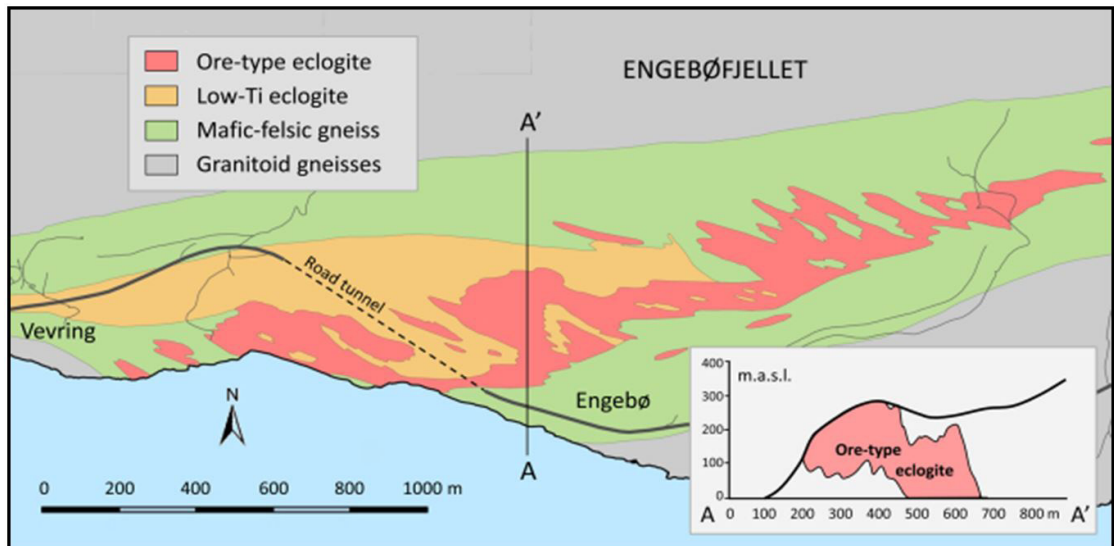 Ore-type eclogite
Low-Ti eclogite
Mafic-felsic gneiss
Granitoid gneisses
ENGEBØFJELLET
A'
Road tunnel
Vevring
Engebø
N
A
0 200 400 600 800 1000 m
400
m.a.s.l.
300
200
100
0
Ore-type
eclogite
A 0 100 200 300 400 500 600 700 800 m A'